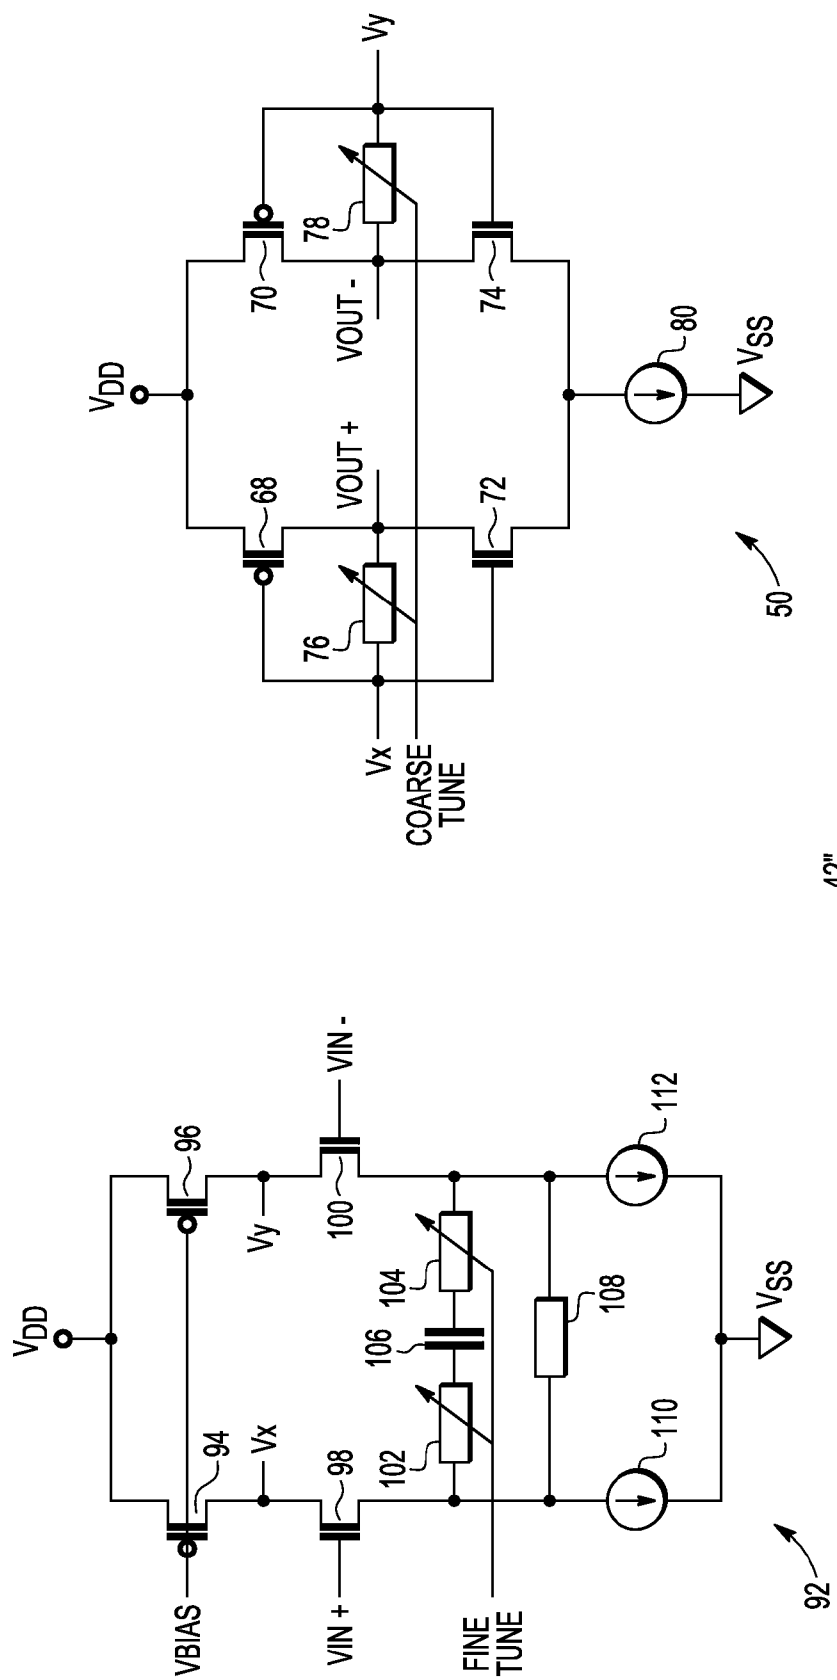 VDD
VBIAS
94
96
Vx
Vy
VIN +
98
100
VIN -
102
106
104
FINE
TUNE
108
110
112
VSS
92
VDD
68
70
Vx
76
VOUT +
VOUT -
78
Vy
COARSE
TUNE
72
74
80
VSS
50
42"